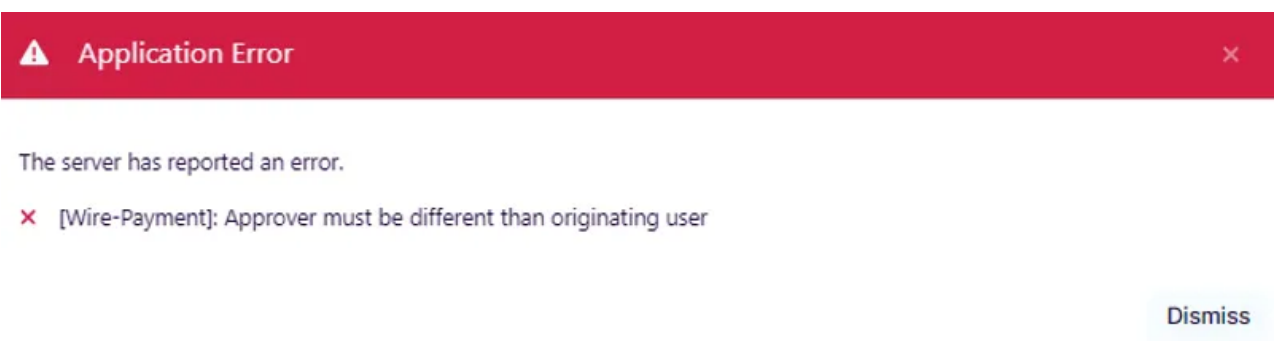 Application Error
The server has reported an error.
[Wire-Payment]: Approver must be different than originating user
Dismiss